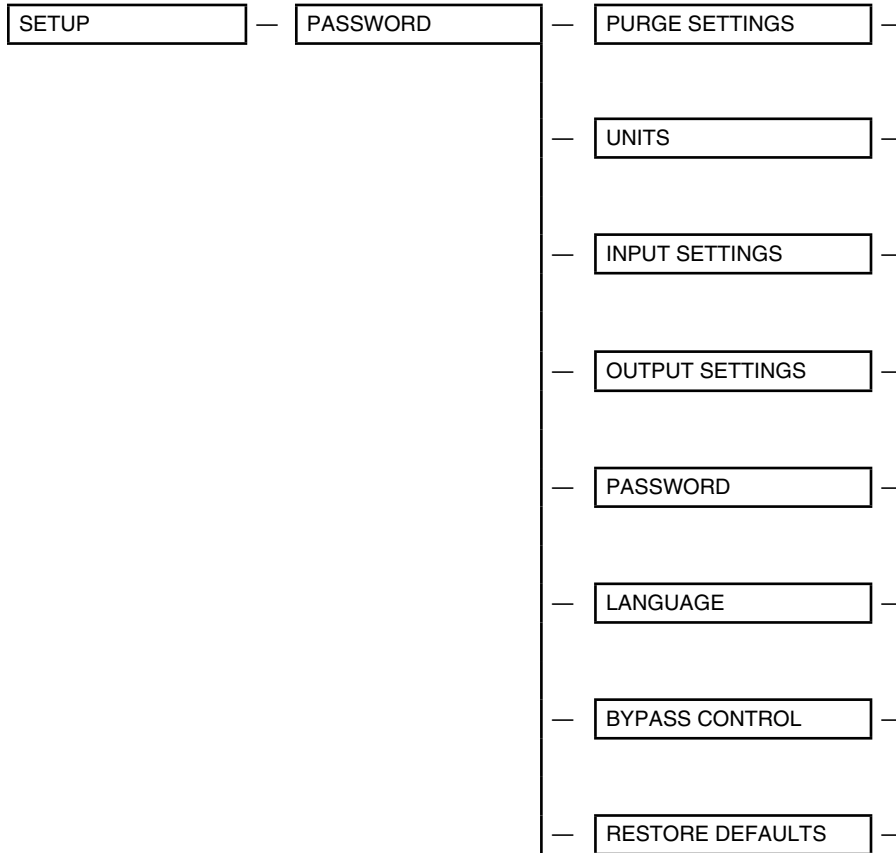 SETUP — PASSWORD — PURGE SETTINGS —
— UNITS —
— INPUT SETTINGS —
— OUTPUT SETTINGS —
— PASSWORD —
— LANGUAGE —
— BYPASS CONTROL —
— RESTORE DEFAULTS —